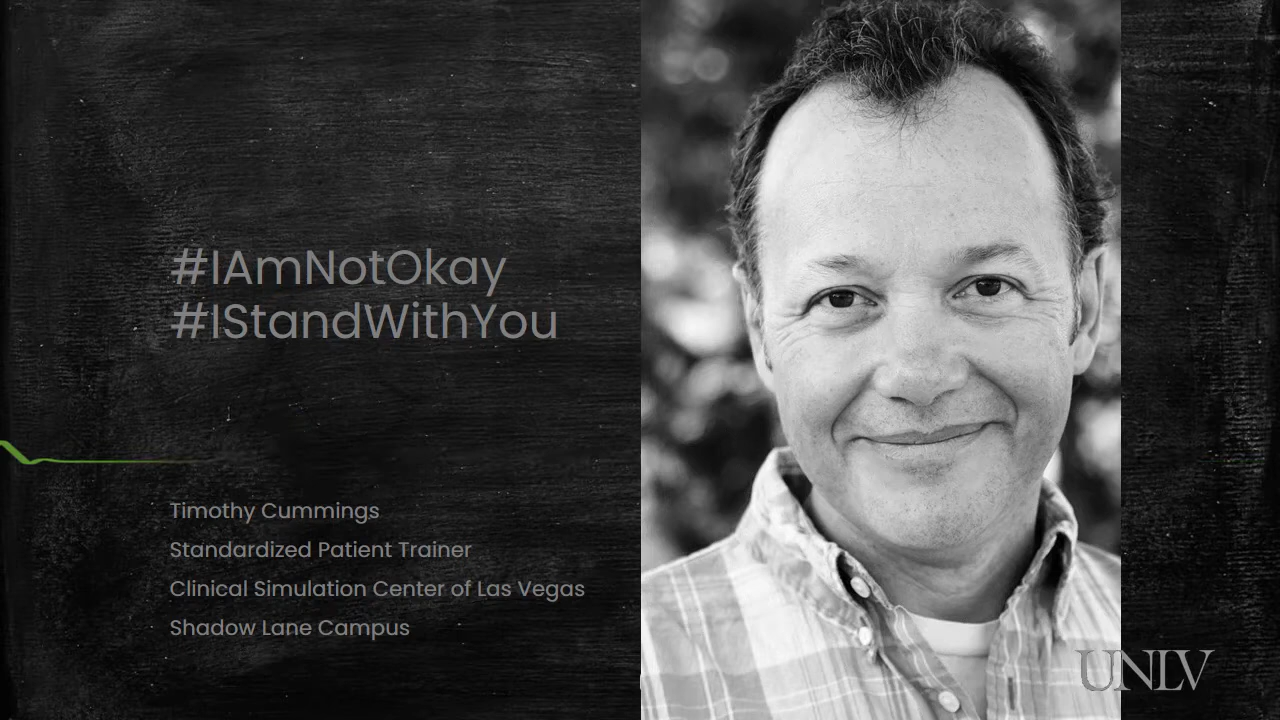 #IAmNotOkay
#IStandWithYou
Timothy Cummings
Standardized Patient Trainer
Clinical Simulation Center of Las Vegas
Shadow Lane Campus
UNLV